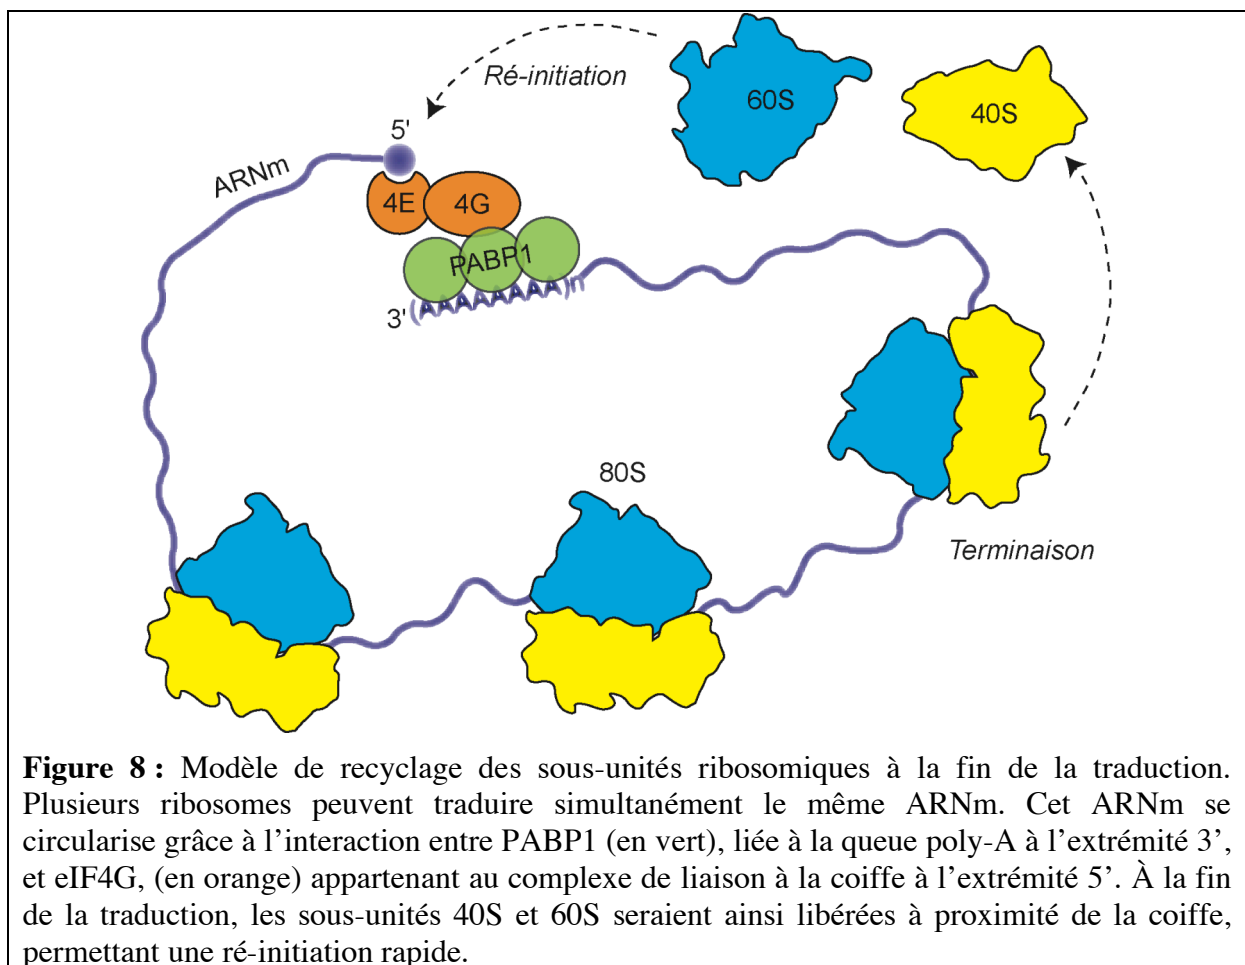 Ré-initiation
60S
40S
5'
ARNm
4E
4G
PABP1
3'(AAAAAAAA)n
80S
Terminaison
Figure 8 : Modèle de recyclage des sous-unités ribosomiques à la fin de la traduction.
Plusieurs ribosomes peuvent traduire simultanément le même ARNm. Cet ARNm se
circularise grâce à l’interaction entre PABP1 (en vert), liée à la queue poly-A à l’extrémité 3’,
et eIF4G, (en orange) appartenant au complexe de liaison à la coiffe à l’extrémité 5’. À la fin
de la traduction, les sous-unités 40S et 60S seraient ainsi libérées à proximité de la coiffe,
permettant une ré-initiation rapide.